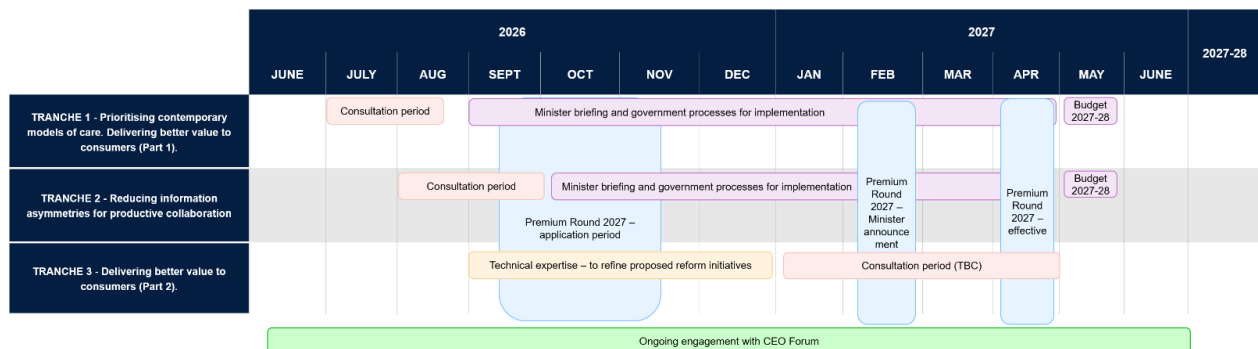 2026
2027
2027-28
JUNE
JULY
AUG
SEPT
OCT
NOV
DEC
JAN
FEB
MAR
APR
MAY
JUNE
TRANCHE 1 - Prioritising contemporary
models of care. Delivering better value to
consumers (Part 1).
Consultation period
Minister briefing and government processes for implementation
Budget
2027-28
TRANCHE 2 - Reducing information
asymmetries for productive collaboration
Consultation period
Minister briefing and government processes for implementation
Budget
2027-28
Premium Round 2027 –
application period
Premium
Round
2027 –
Minister
announce
ment
Premium
Round
2027 –
effective
TRANCHE 3 - Delivering better value to
consumers (Part 2).
Technical expertise – to refine proposed reform initiatives
Consultation period (TBC)
Ongoing engagement with CEO Forum